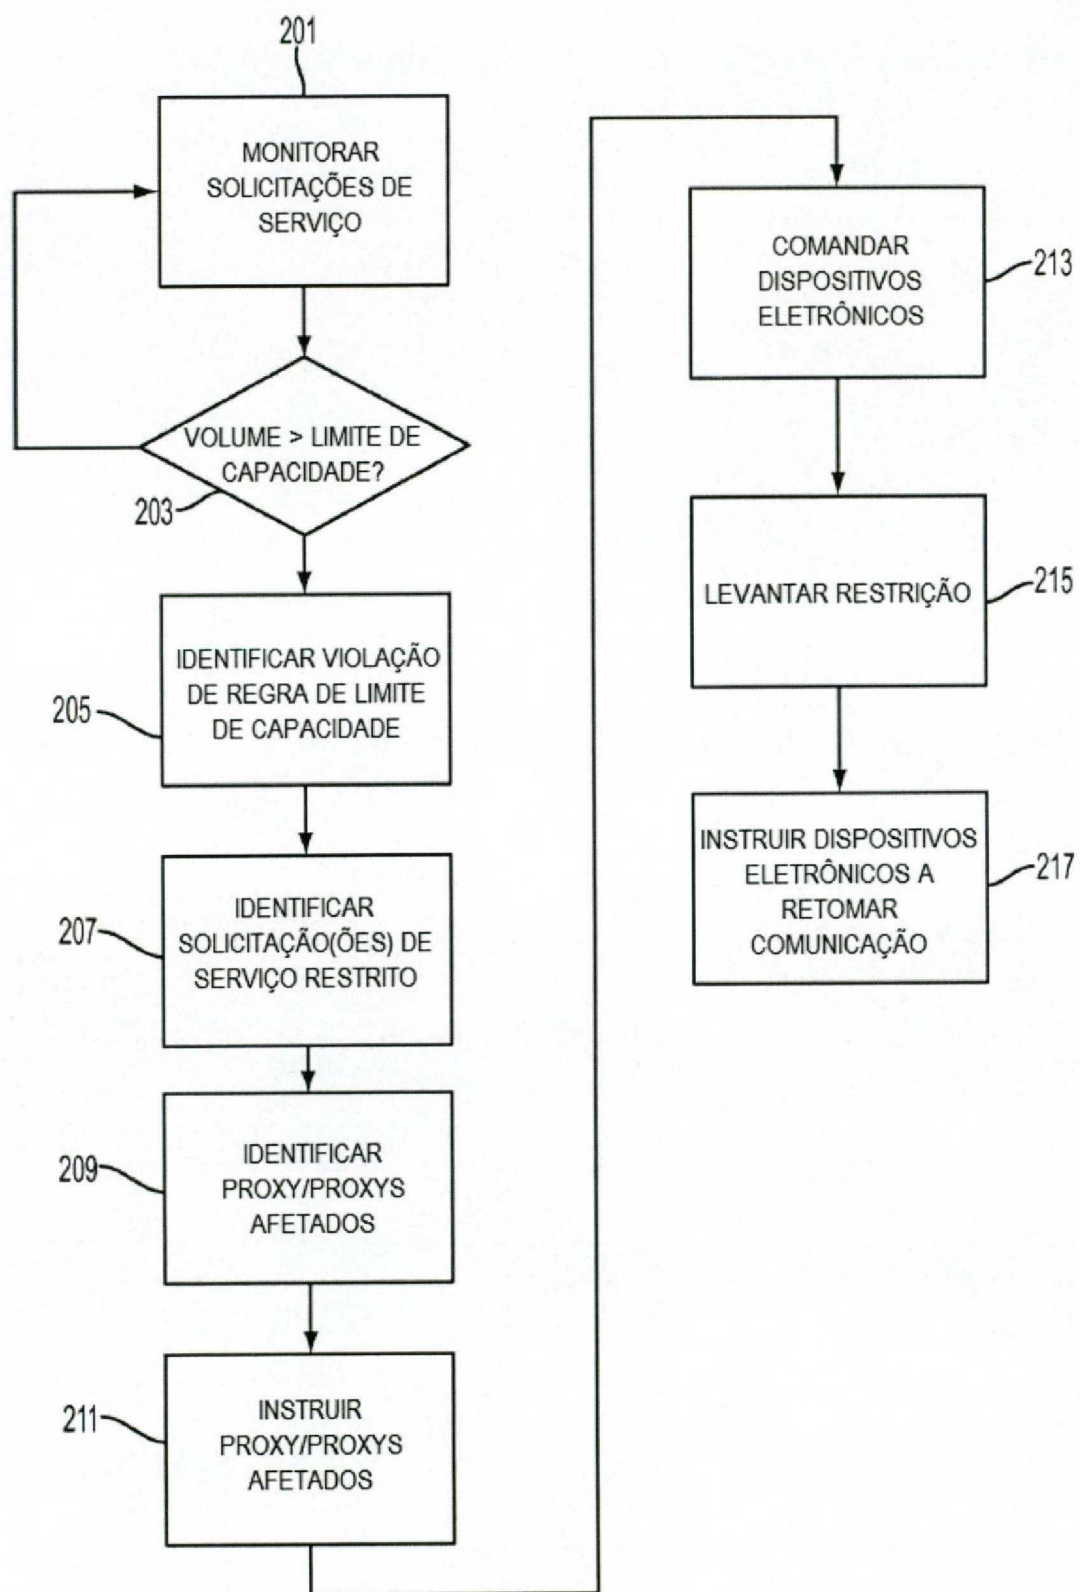 201
MONITORAR
SOLICITAÇÕES DE
SERVIÇO
VOLUME > LIMITE DE
CAPACIDADE?
203
IDENTIFICAR VIOLAÇÃO
DE REGRA DE LIMITE
DE CAPACIDADE
205
IDENTIFICAR
SOLICITAÇÃO(ÕES) DE
SERVIÇO RESTRITO
207
IDENTIFICAR
PROXY/PROXYS
AFETADOS
209
INSTRUIR
PROXY/PROXYS
AFETADOS
211
COMANDAR
DISPOSITIVOS
ELETRÔNICOS
213
LEVANTAR RESTRIÇÃO
215
INSTRUIR DISPOSITIVOS
ELETRÔNICOS A
RETOMAR
COMUNICAÇÃO
217